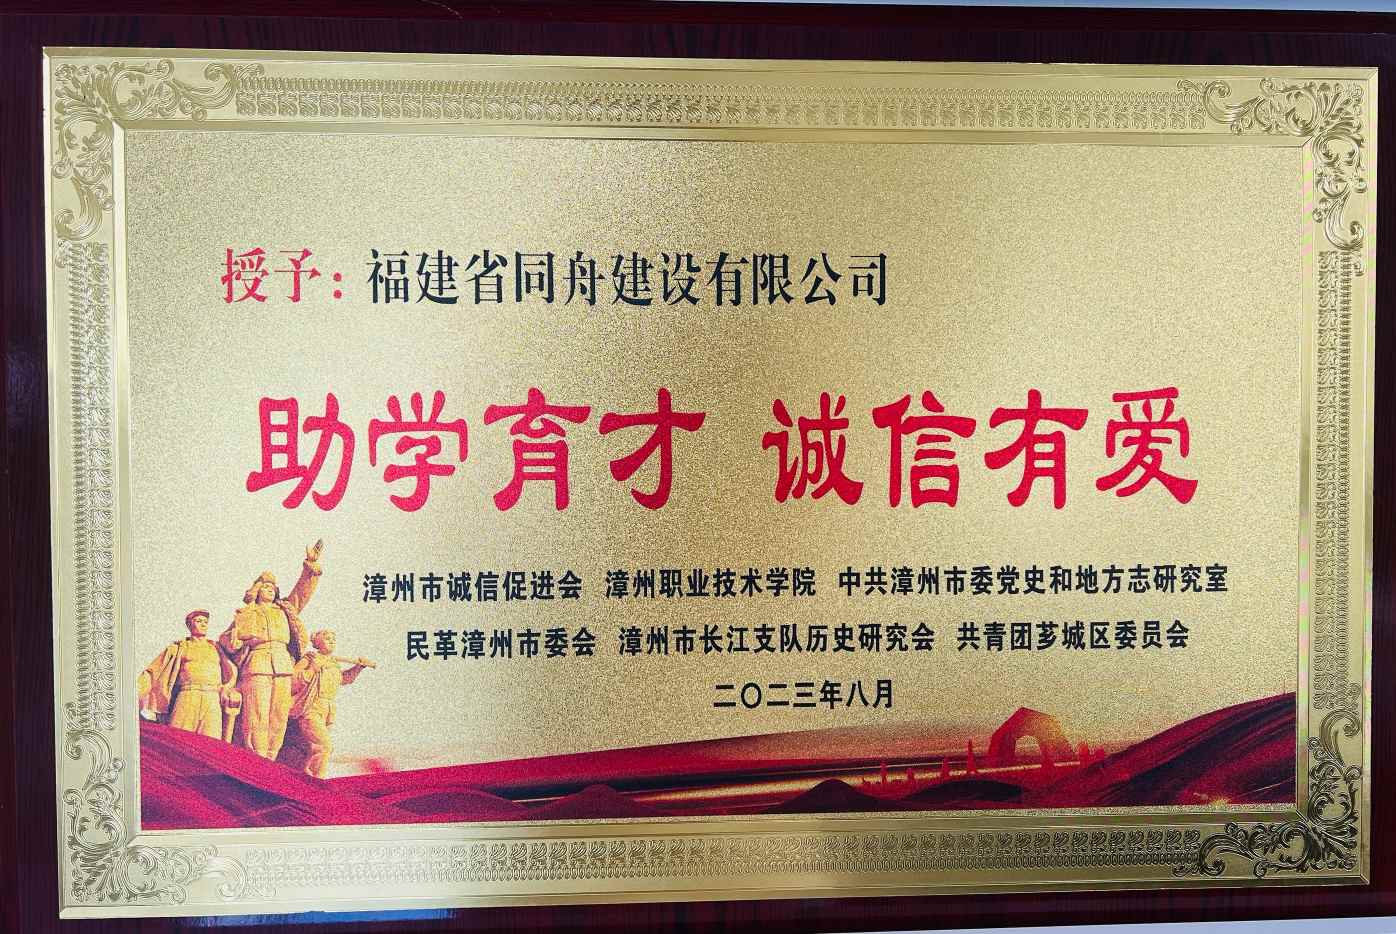 授予：福建省同舟建设有限公司
助学育才 诚信有爱
漳州市诚信促进会 漳州职业技术学院 中共漳州市委党史和地方志研究室
民革漳州市委会 漳州市长江支队历史研究会 共青团芗城区委员会
二〇二三年八月